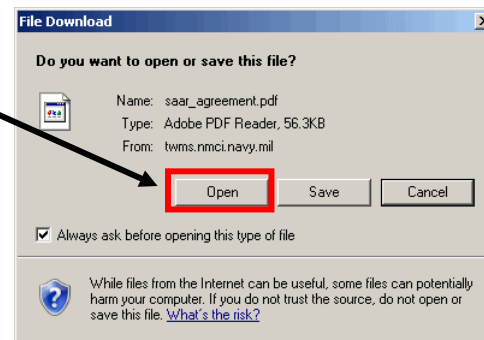 File Download
Do you want to open or save this file?
Name: saar_agreement.pdf
Type: Adobe PDF Reader, 56.3KB
From: twms.nmci.navy.mil
Open Save Cancel
Always ask before opening this type of file
While files from the Internet can be useful, some files can potentially
harm your computer. If you do not trust the source, do not open or
save this file. What's the risk?